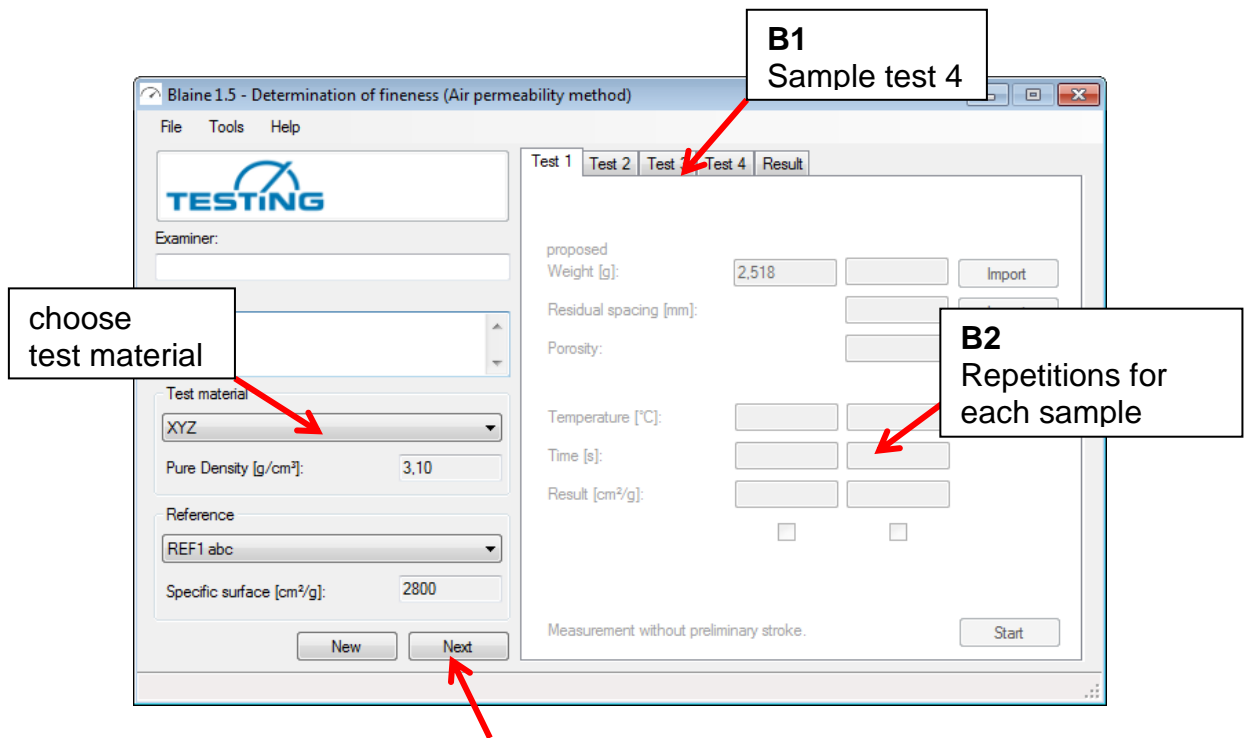 B1
Sample test 4
Blaine 1.5 - Determination of fineness (Air permeability method)
File Tools Help
TESTING
Examiner:
choose
test material
Test material
XYZ
Pure Density [g/cm³]: 3,10
Reference
REF1 abc
Specific surface [cm²/g]: 2800
New Next
Test 1 Test 2 Test 3 Test 4 Result
proposed
Weight [g]: 2,518 Import
Residual spacing [mm]:
Porosity:
B2
Repetitions for
each sample
Temperature [°C]:
Time [s]:
Result [cm²/g]:
Measurement without preliminary stroke. Start